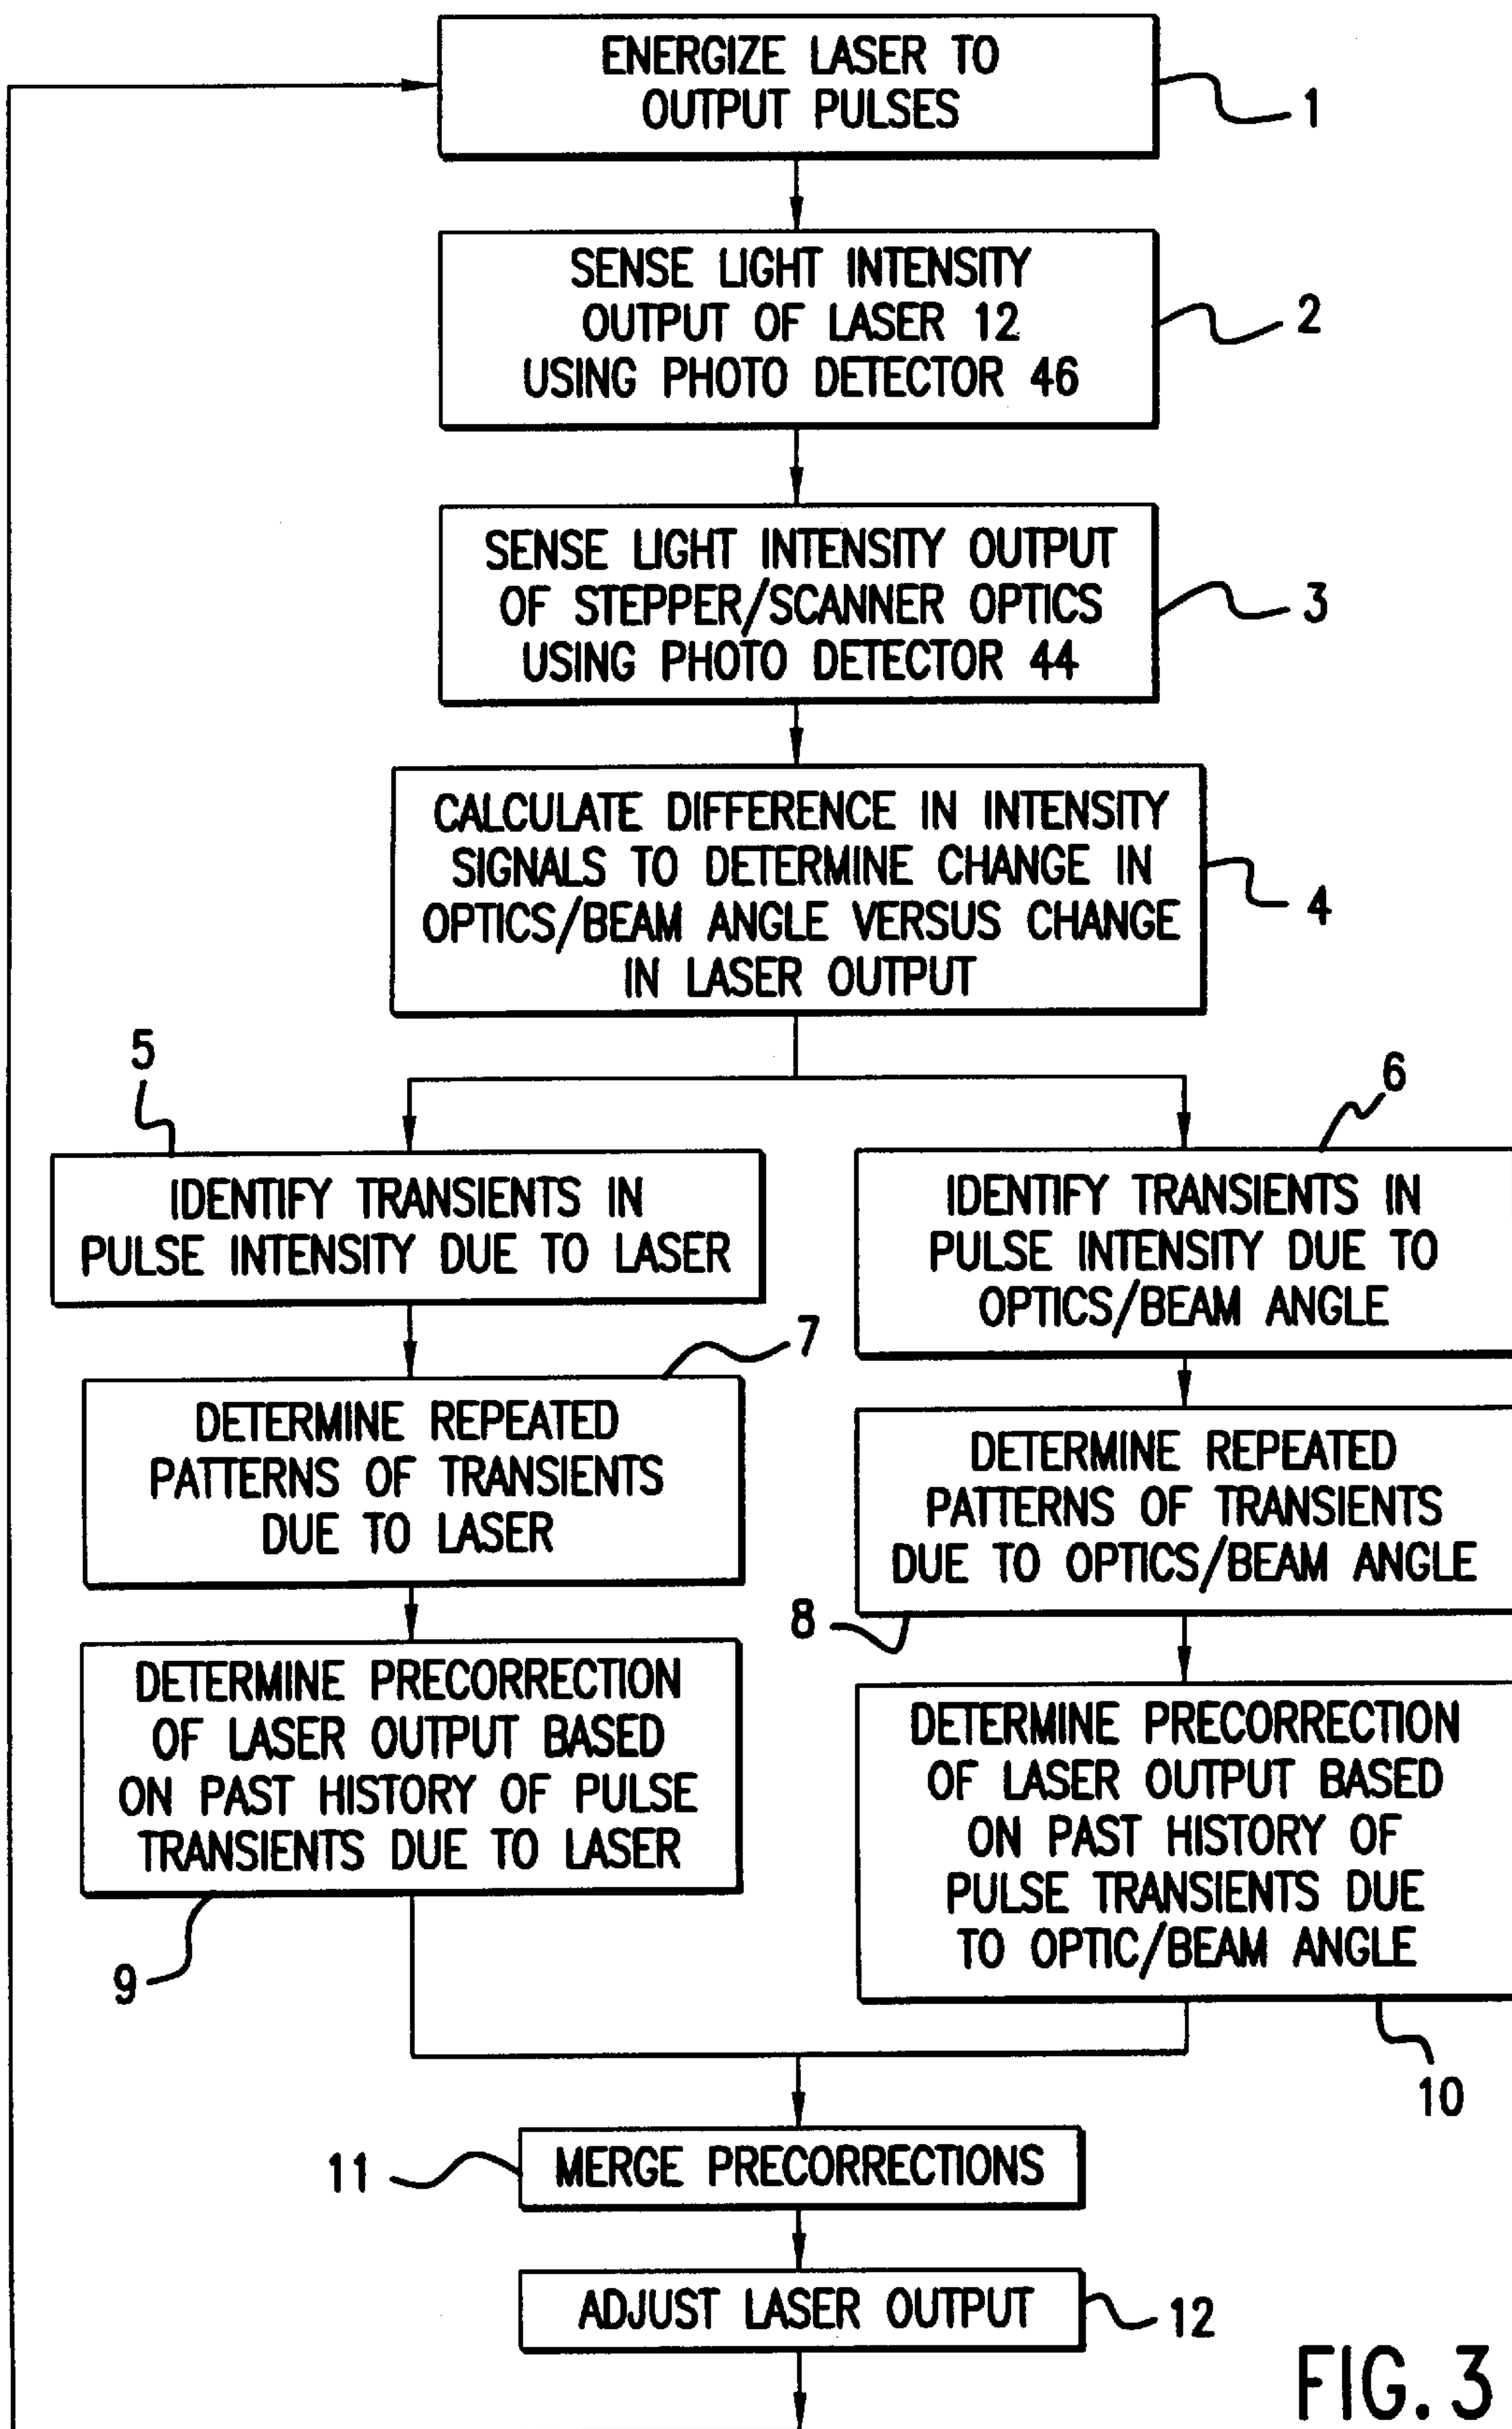 ENERGIZE LASER TO
OUTPUT PULSES
1
SENSE LIGHT INTENSITY
OUTPUT OF LASER 12
USING PHOTO DETECTOR 46
2
SENSE LIGHT INTENSITY OUTPUT
OF STEPPER/SCANNER OPTICS
USING PHOTO DETECTOR 44
3
CALCULATE DIFFERENCE IN INTENSITY
SIGNALS TO DETERMINE CHANGE IN
OPTICS/BEAM ANGLE VERSUS CHANGE
IN LASER OUTPUT
4
5
IDENTIFY TRANSIENTS IN
PULSE INTENSITY DUE TO LASER
6
IDENTIFY TRANSIENTS IN
PULSE INTENSITY DUE TO
OPTICS/BEAM ANGLE
7
DETERMINE REPEATED
PATTERNS OF TRANSIENTS
DUE TO LASER
DETERMINE REPEATED
PATTERNS OF TRANSIENTS
DUE TO OPTICS/BEAM ANGLE
8
DETERMINE PRECORRECTION
OF LASER OUTPUT BASED
ON PAST HISTORY OF PULSE
TRANSIENTS DUE TO LASER
9
DETERMINE PRECORRECTION
OF LASER OUTPUT BASED
ON PAST HISTORY OF
PULSE TRANSIENTS DUE
TO OPTIC/BEAM ANGLE
10
11
MERGE PRECORRECTIONS
ADJUST LASER OUTPUT
12
FIG. 3